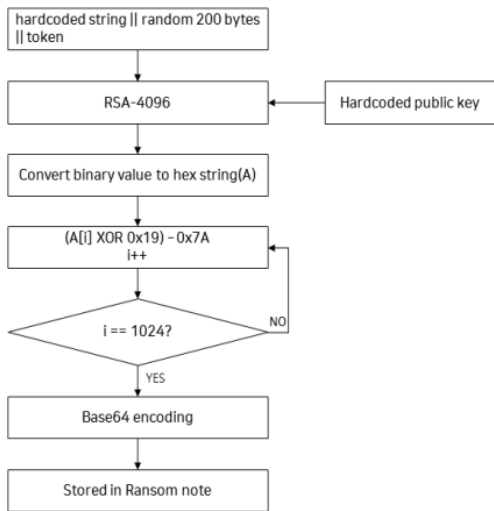 hardcoded string || random 200 bytes
|| token
RSA-4096
Hardcoded public key
Convert binary value to hex string(A)
(A[i] XOR 0x19) – 0x7A
i++
i == 1024?
NO
YES
Base64 encoding
Stored in Ransom note